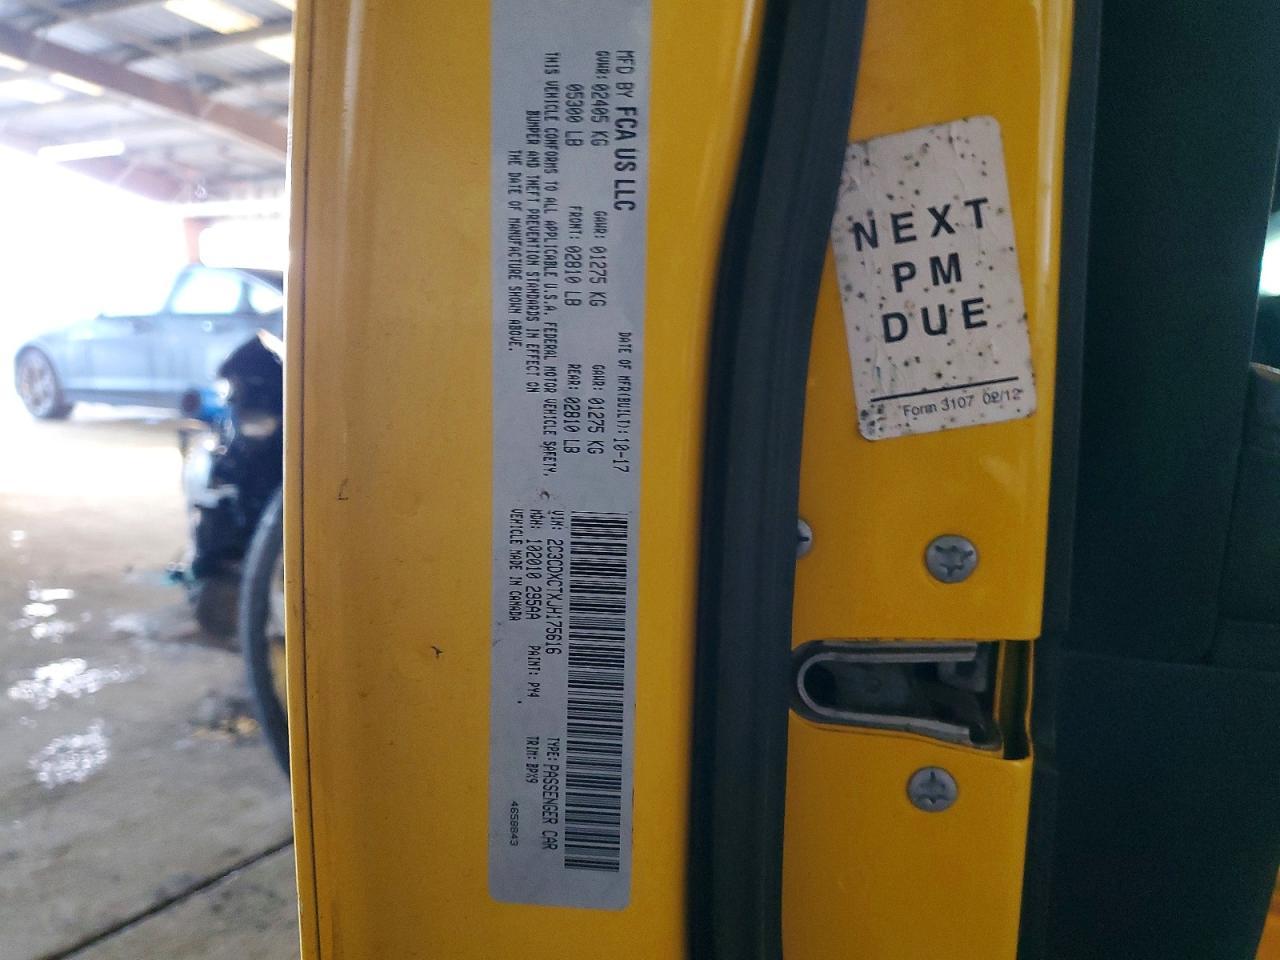 MFD BY FCA US LLC
DATE OF MFR(BUILT): 10-17
GVWR: 02405 KG
GAWR: 01275 KG
GAWR: 01275 KG
05300 LB
FRONT: 02810 LB
REAR: 02810 LB
THIS VEHICLE CONFORMS TO ALL APPLICABLE U.S.A. FEDERAL MOTOR VEHICLE SAFETY,
BUMPER AND THEFT PREVENTION STANDARDS IN EFFECT ON
THE DATE OF MANUFACTURE SHOWN ABOVE.
VIN: 2C3CDXCTXJH175616
TYPE: PASSENGER CAR
MDH: 102010 295AA
PAINT: PY4
TRIM: BPX9
VEHICLE MADE IN CANADA
4658843
NEXT
PM
DUE
Form 3107 02/12